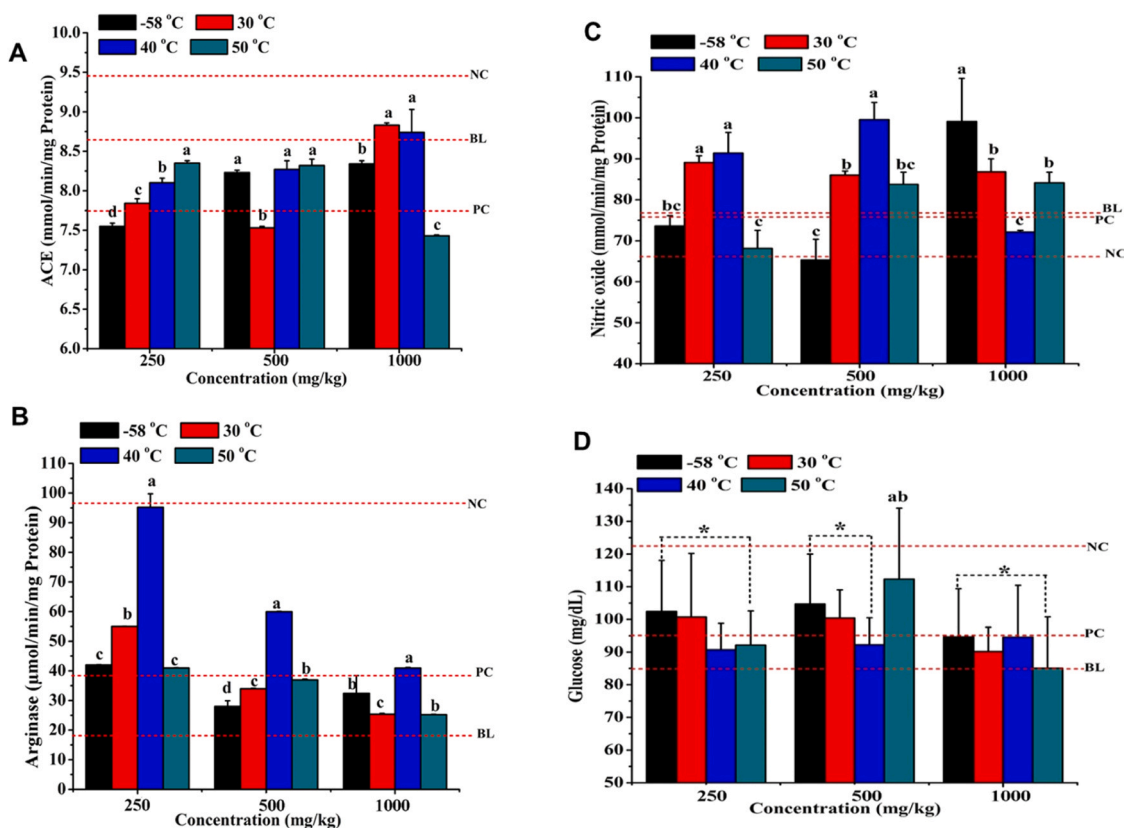 A
-58 °C 30 °C
40 °C 50 °C
ACE (mmol/min/mg Protein)
10.0
9.5
9.0
8.5
8.0
7.5
7.0
6.5
6.0
NC
BL
PC
d c b a
a b a a
b a a c
250 500 1000
Concentration (mg/kg)
B
-58 °C 30 °C
40 °C 50 °C
Arginase (µmol/min/mg Protein)
110
100
90
80
70
60
50
40
30
20
10
0
NC
PC
BL
c b a c
d c a b
b c a b
250 500 1000
Concentration (mg/kg)
C
-58 °C 30 °C
40 °C 50 °C
Nitric oxide (mmol/min/mg Protein)
100
90
80
70
60
50
40
BL
PC
NC
bc a a c
c b a bc
a b c b
250 500 1000
Concentration (mg/kg)
D
-58 °C 30 °C
40 °C 50 °C
Glucose (mg/dL)
140
130
120
110
100
90
80
70
60
50
NC
PC
BL
* * ab *
250 500 1000
Concentration (mg/kg)